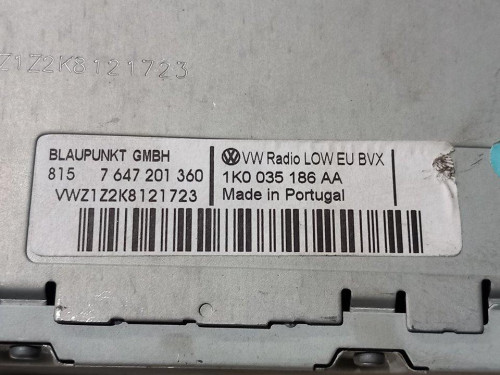 Z1Z2K8121723
BLAUPUNKT GMBH
815 7 647 201 360
VWZ1Z2K8121723
VW Radio LOW EU BVX
1K0 035 186 AA
Made in Portugal